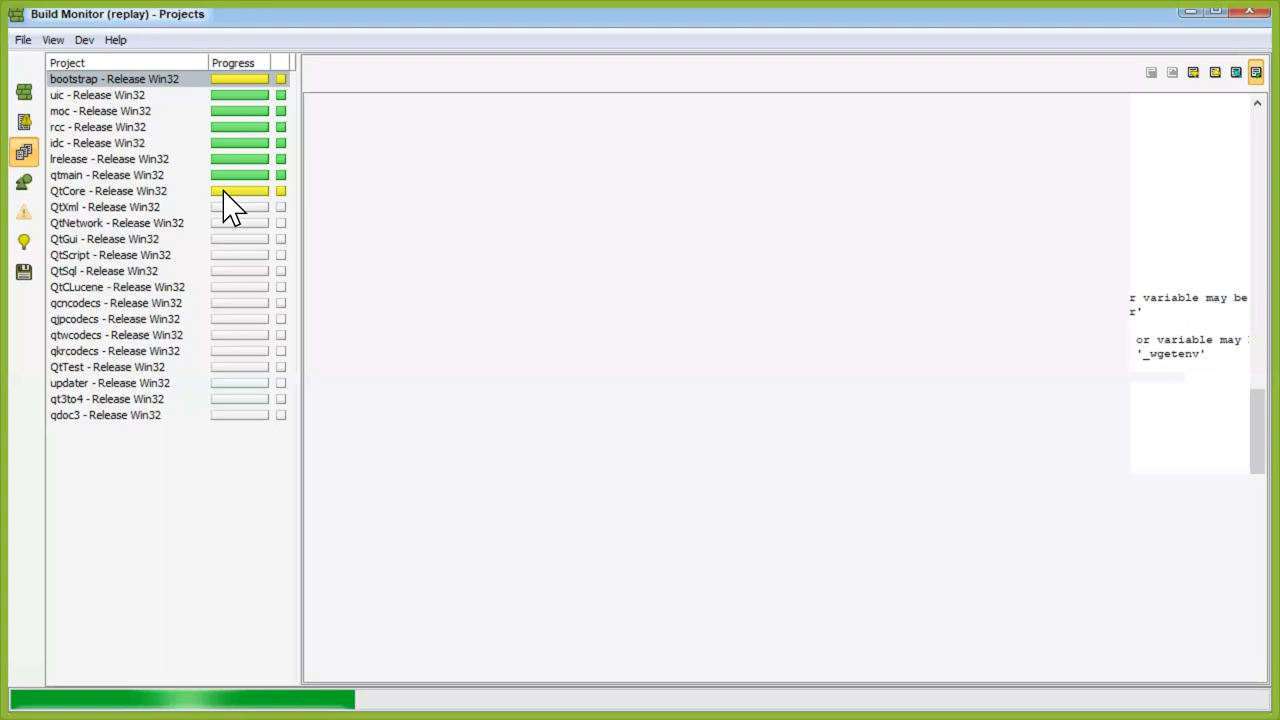 Build Monitor (replay) - Projects
File View Dev Help
Project Progress
bootstrap - Release Win32
uic - Release Win32
moc - Release Win32
rcc - Release Win32
idc - Release Win32
lrelease - Release Win32
qtmain - Release Win32
QtCore - Release Win32
QtXml - Release Win32
QtNetwork - Release Win32
QtGui - Release Win32
QtScript - Release Win32
QtSql - Release Win32
QtCLucene - Release Win32
qcncodecs - Release Win32
qjpcodecs - Release Win32
qtwcodecs - Release Win32
qkrcodecs - Release Win32
QtTest - Release Win32
updater - Release Win32
qt3to4 - Release Win32
qdoc3 - Release Win32
r variable may be
r'
or variable may
'_wgetenv'